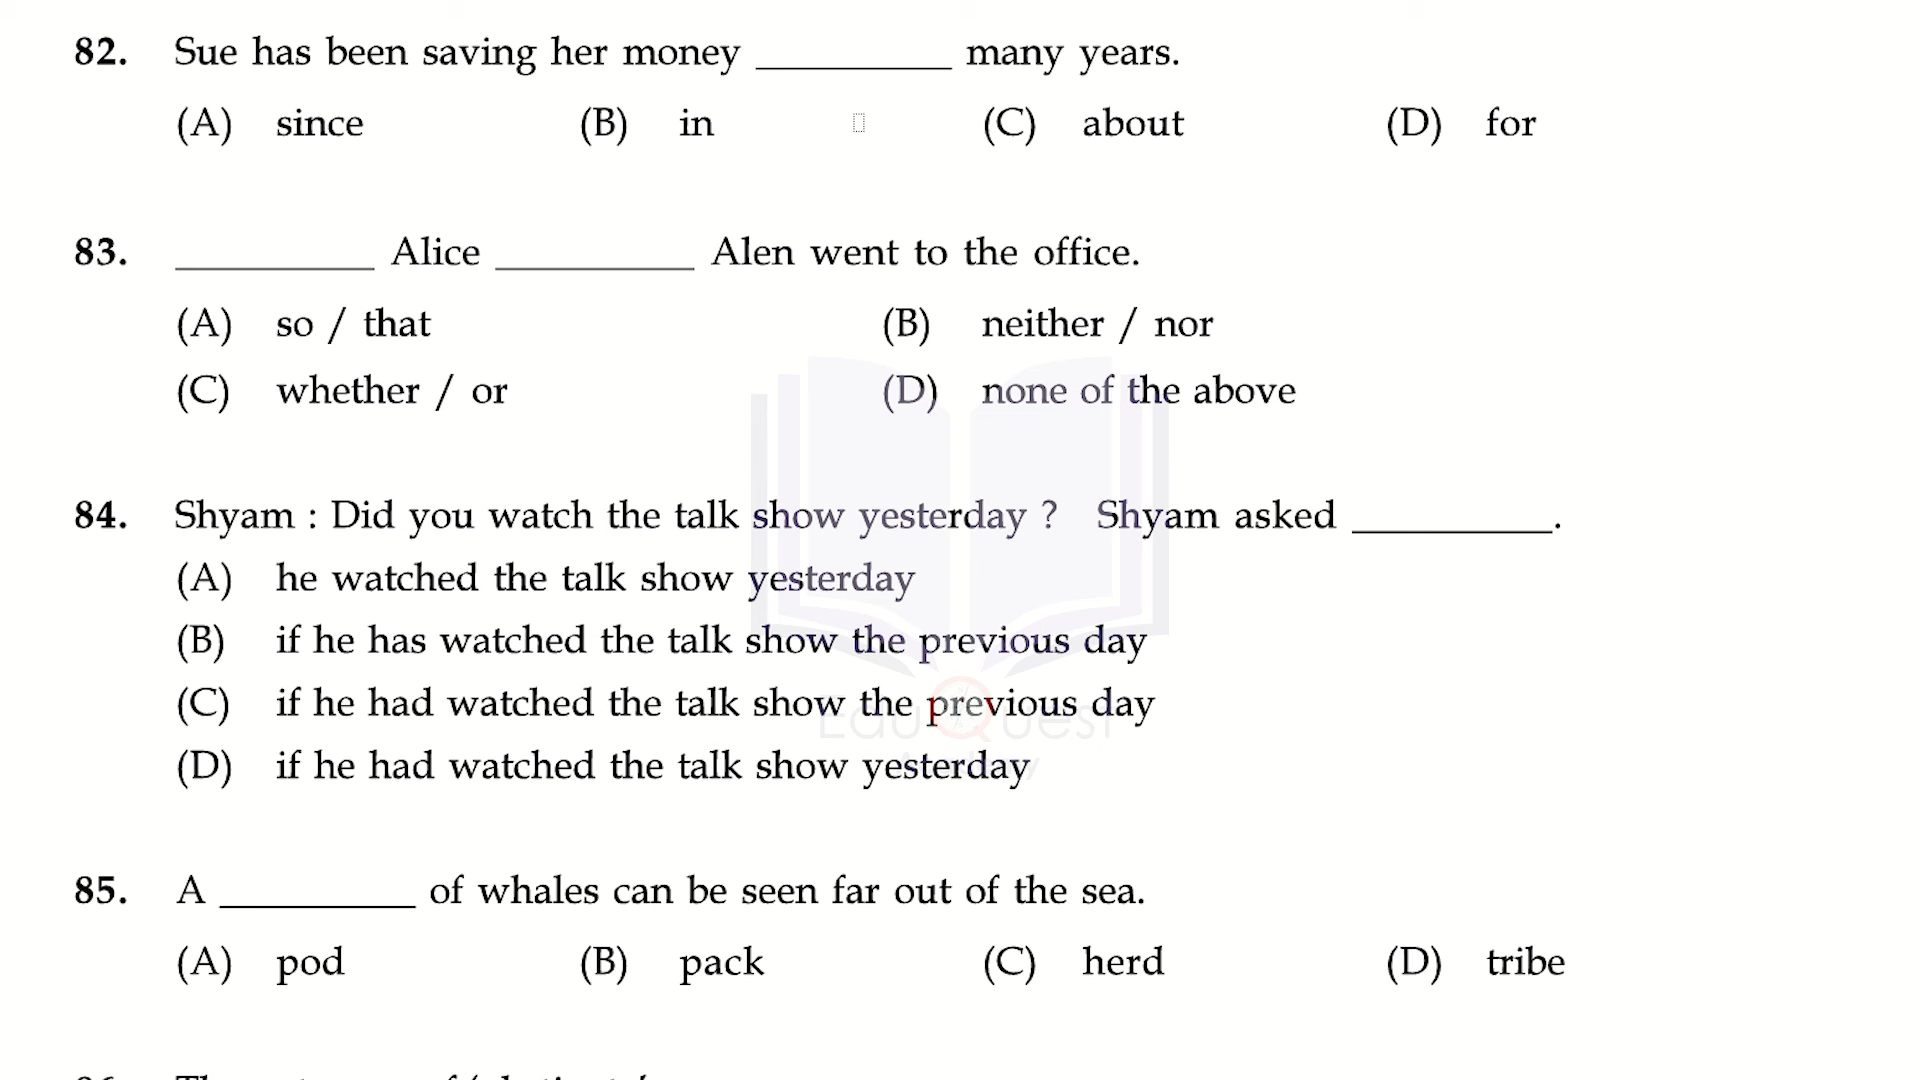 82. Sue has been saving her money __________ many years.
(A) since (B) in (C) about (D) for
83. __________ Alice __________ Alen went to the office.
(A) so / that (B) neither / nor
(C) whether / or (D) none of the above
84. Shyam : Did you watch the talk show yesterday ? Shyam asked __________.
(A) he watched the talk show yesterday
(B) if he has watched the talk show the previous day
(C) if he had watched the talk show the previous day
EduQuest
(D) if he had watched the talk show yesterday
85. A __________ of whales can be seen far out of the sea.
(A) pod (B) pack (C) herd (D) tribe